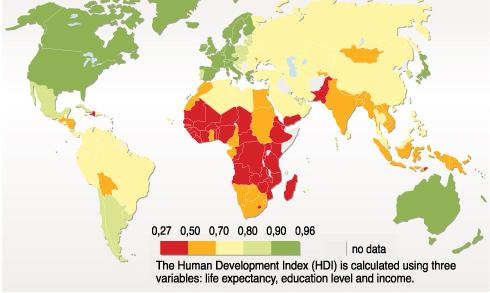 0,27 0,50 0,70 0,80 0,90 0,96
no data
The Human Development Index (HDI) is calculated using three
variables: life expectancy, education level and income.